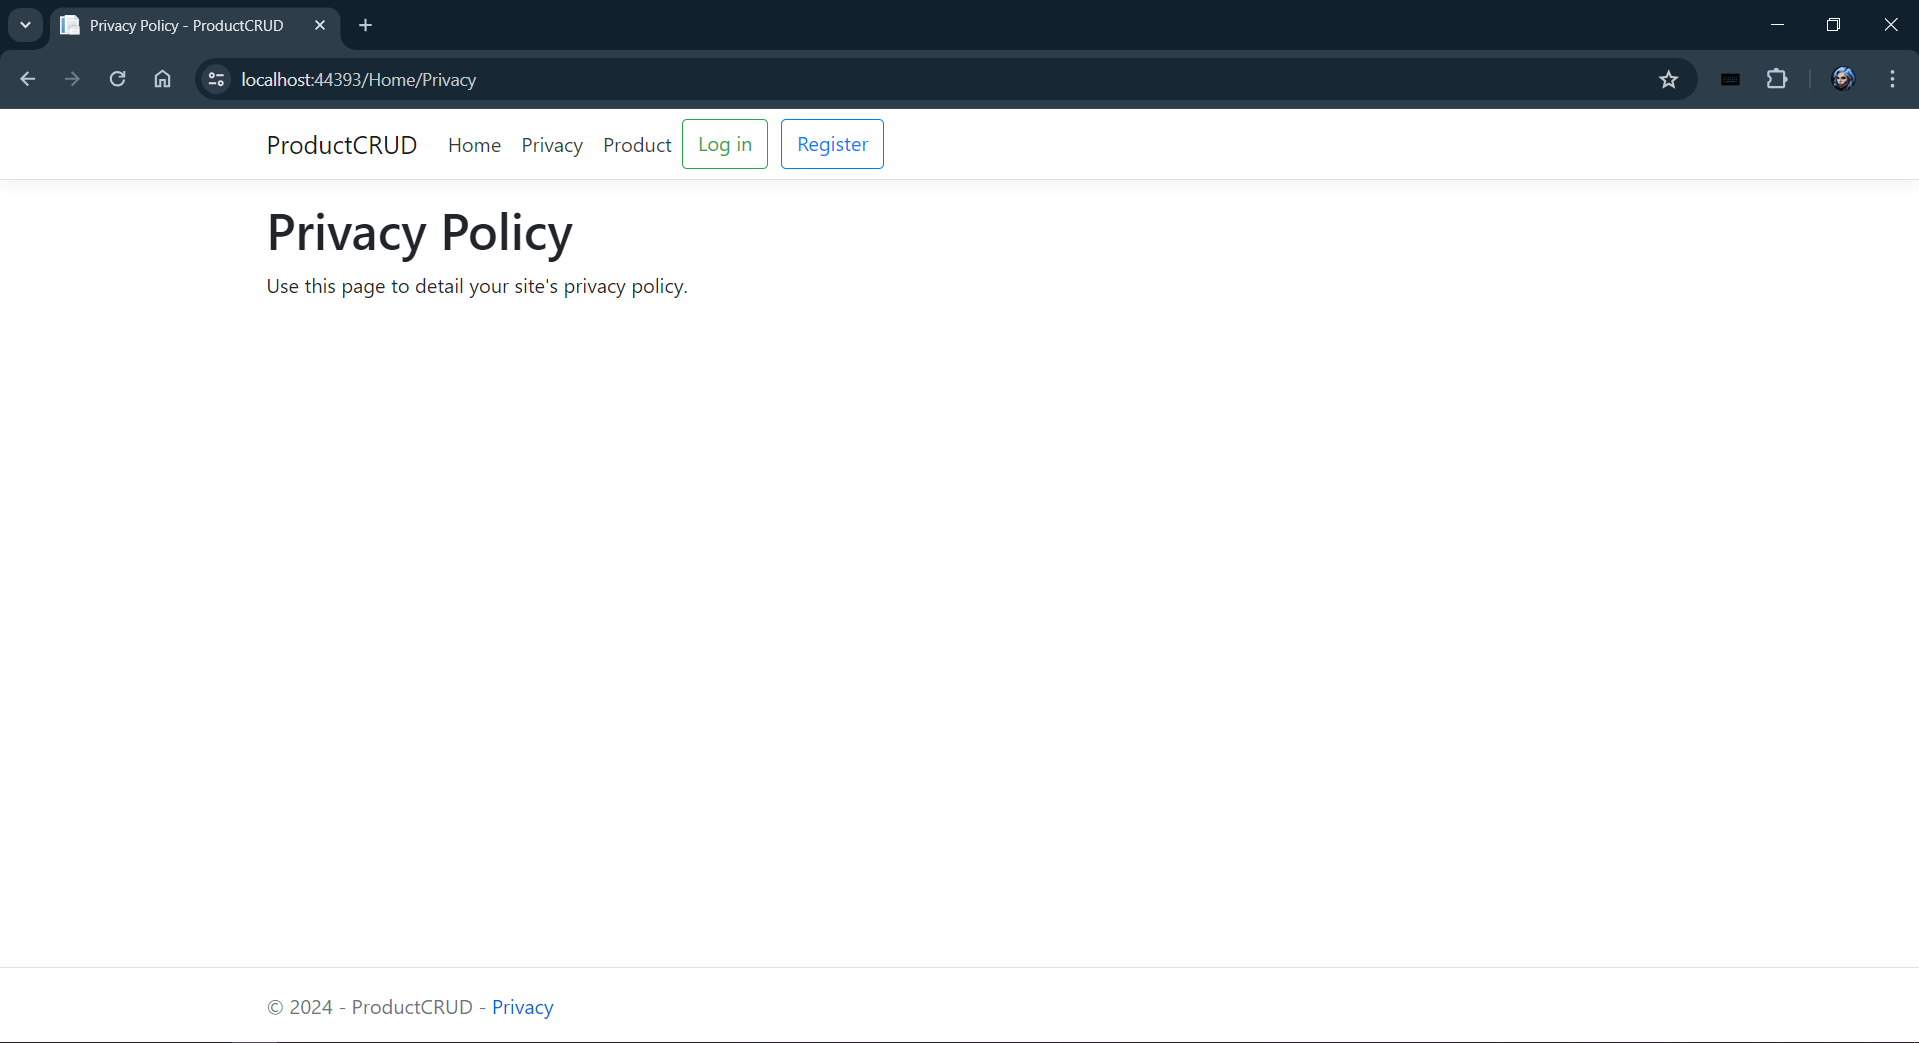 Privacy Policy - ProductCRUD
localhost:44393/Home/Privacy
ProductCRUD Home Privacy Product Log in Register
Privacy Policy
Use this page to detail your site's privacy policy.
© 2024 - ProductCRUD - Privacy